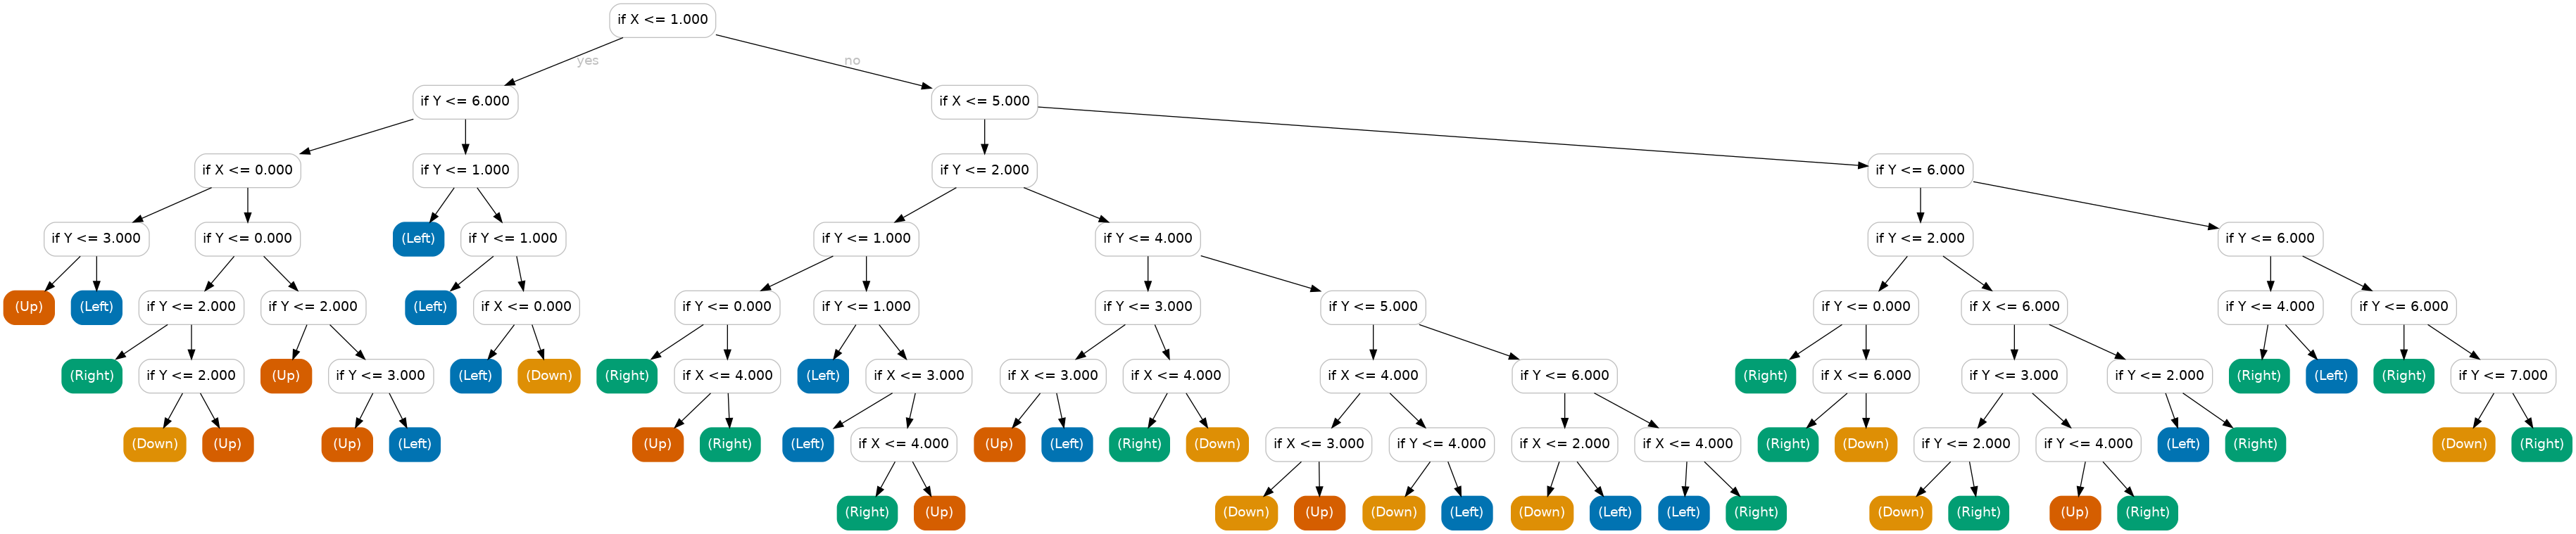 if X <= 1.000
yes
no
if Y <= 6.000
if X <= 5.000
if X <= 0.000
if Y <= 1.000
if Y <= 2.000
if Y <= 6.000
if Y <= 3.000
if Y <= 0.000
(Left)
if Y <= 1.000
if Y <= 1.000
if Y <= 4.000
if Y <= 2.000
if Y <= 6.000
(Up)
(Left)
if Y <= 2.000
if Y <= 2.000
(Left)
if X <= 0.000
if Y <= 0.000
if Y <= 1.000
if Y <= 3.000
if Y <= 5.000
if Y <= 0.000
if X <= 6.000
if Y <= 4.000
if Y <= 6.000
(Right)
if Y <= 2.000
(Up)
if Y <= 3.000
(Left)
(Down)
(Right)
if X <= 4.000
(Left)
if X <= 3.000
if X <= 3.000
if X <= 4.000
if X <= 4.000
if Y <= 6.000
(Right)
if X <= 6.000
if Y <= 3.000
if Y <= 2.000
(Right)
(Left)
(Right)
if Y <= 7.000
(Down)
(Up)
(Up)
(Left)
(Up)
(Right)
(Left)
if X <= 4.000
(Up)
(Left)
(Right)
(Down)
if X <= 3.000
if Y <= 4.000
if X <= 2.000
if X <= 4.000
(Right)
(Down)
if Y <= 2.000
if Y <= 4.000
(Left)
(Right)
(Down)
(Right)
(Right)
(Up)
(Down)
(Up)
(Down)
(Left)
(Down)
(Left)
(Left)
(Right)
(Down)
(Right)
(Up)
(Right)